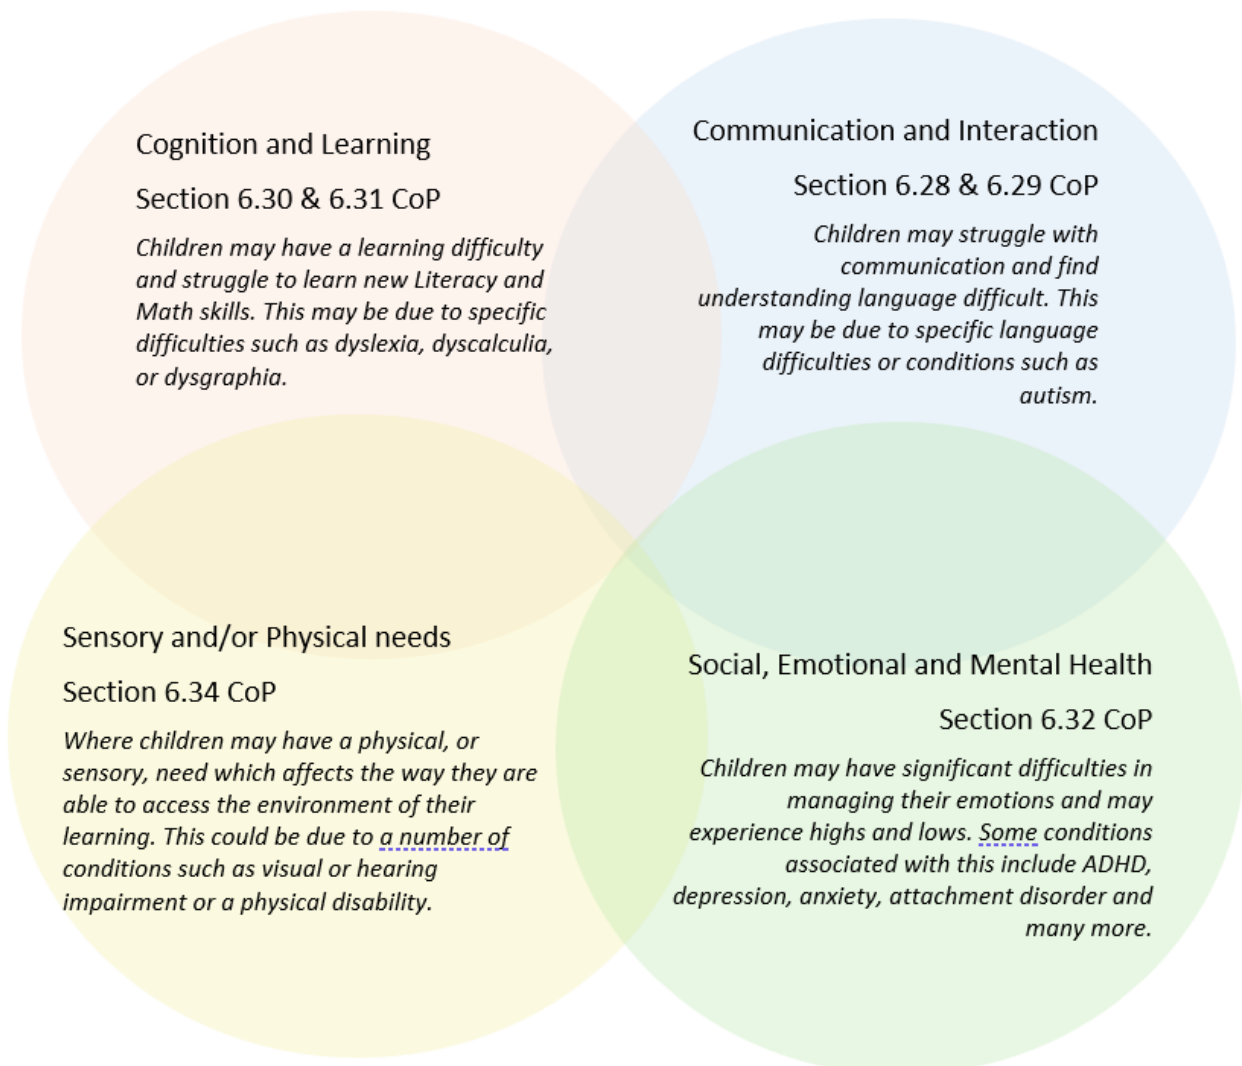 Cognition and Learning
Section 6.30 & 6.31 CoP
Children may have a learning difficulty
and struggle to learn new Literacy and
Math skills. This may be due to specific
difficulties such as dyslexia, dyscalculia,
or dysgraphia.
Communication and Interaction
Section 6.28 & 6.29 CoP
Children may struggle with
communication and find
understanding language difficult. This
may be due to specific language
difficulties or conditions such as
autism.
Sensory and/or Physical needs
Section 6.34 CoP
Where children may have a physical, or
sensory, need which affects the way they are
able to access the environment of their
learning. This could be due to a number of
conditions such as visual or hearing
impairment or a physical disability.
Social, Emotional and Mental Health
Section 6.32 CoP
Children may have significant difficulties in
managing their emotions and may
experience highs and lows. Some conditions
associated with this include ADHD,
depression, anxiety, attachment disorder and
many more.